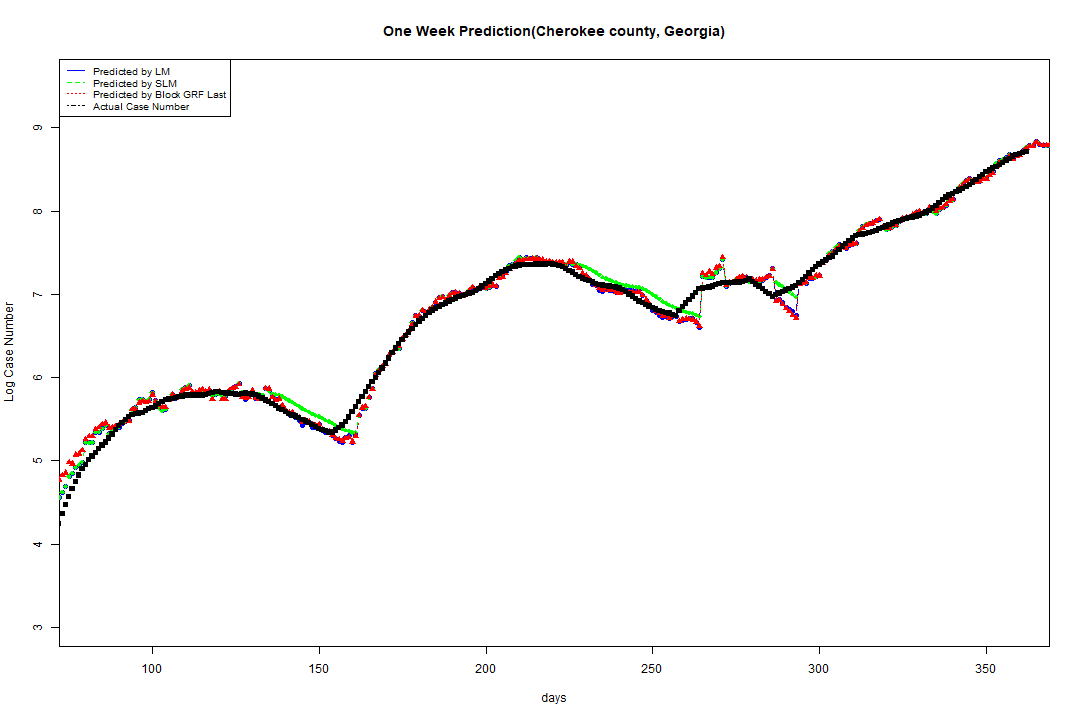 One Week Prediction(Cherokee county, Georgia)
Predicted by LM
Predicted by SLM
Predicted by Block GRF Last
Actual Case Number
9
8
7
6
5
4
3
Log Case Number
100 150 200 250 300 350
days